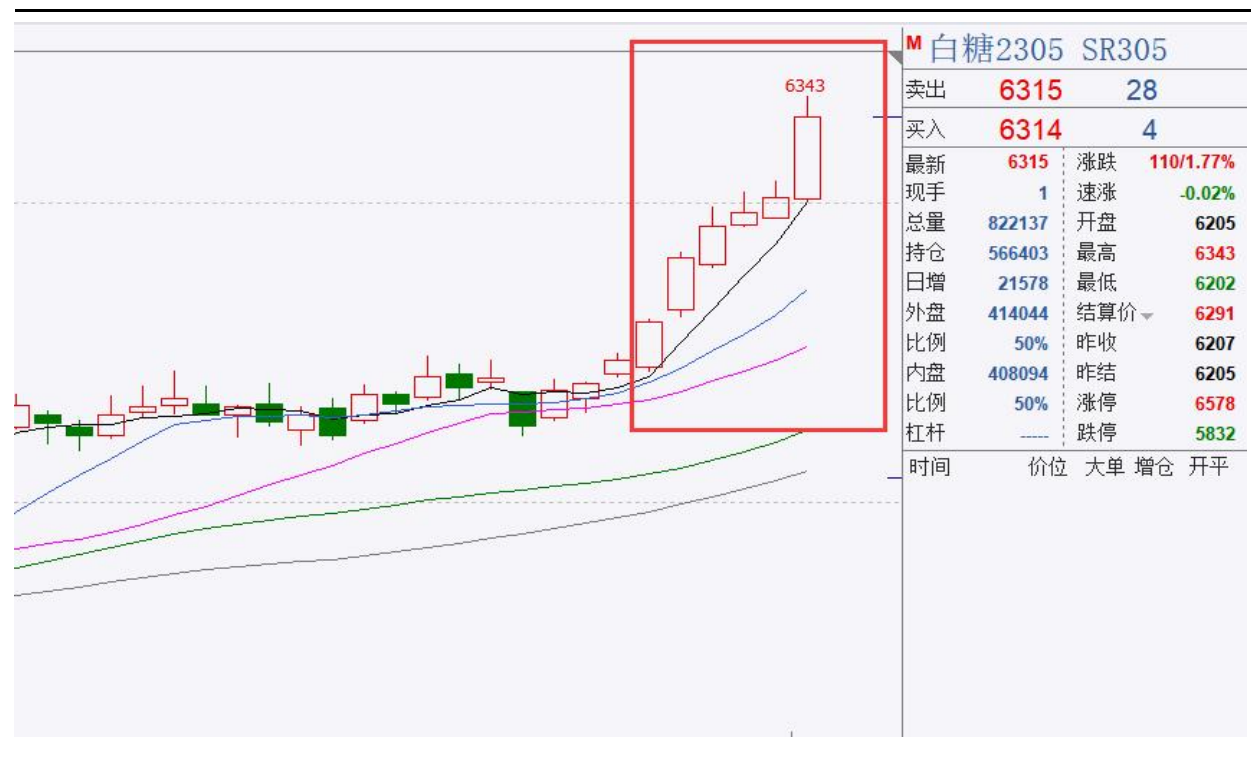 6343
M 白糖2305 SR305
卖出 6315 28
买入 6314 4
最新 6315 涨跌 110/1.77%
现手 1 速涨 -0.02%
总量 822137 开盘 6205
持仓 566403 最高 6343
日增 21578 最低 6202
外盘 414044 结算价 6291
比例 50% 昨收 6207
内盘 408094 昨结 6205
比例 50% 涨停 6578
杠杆 ----- 跌停 5832
时间 价位 大单 增仓 开平